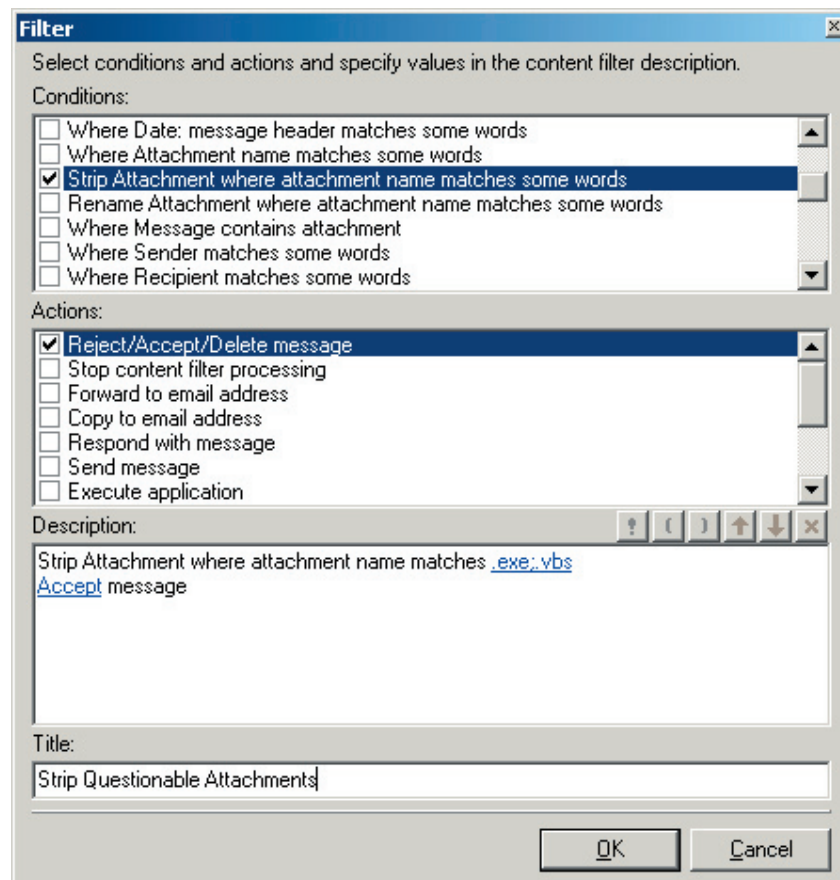 Filter
Select conditions and actions and specify values in the content filter description.
Conditions:
Where Date: message header matches some words
Where Attachment name matches some words
Strip Attachment where attachment name matches some words
Rename Attachment where attachment name matches some words
Where Message contains attachment
Where Sender matches some words
Where Recipient matches some words
Actions:
Reject/Accept/Delete message
Stop content filter processing
Forward to email address
Copy to email address
Respond with message
Send message
Execute application
Description:
! ( )
Strip Attachment where attachment name matches .exe;.vbs
Accept message
Title:
Strip Questionable Attachments
OK Cancel